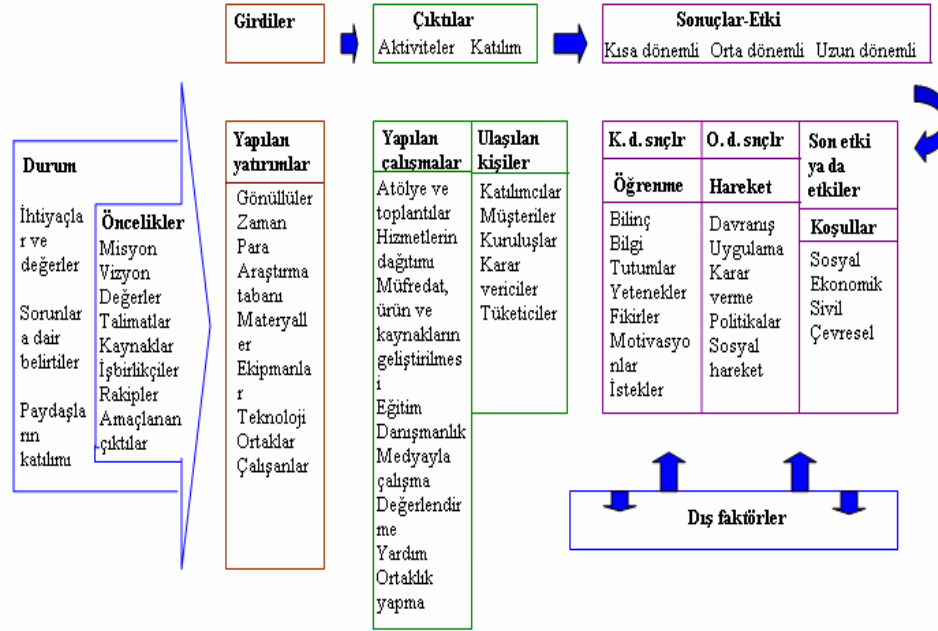 Girdiler
Çıktılar
Aktiviteler Katılım
Sonuçlar-Etki
Kısa dönemli Orta dönemli Uzun dönemli
Durum
İhtiyaçla
r ve
değerler
Sorunlar
a dair
belirtiler
Paydaşla
rın
katılımı
Öncelikler
Misyon
Vizyon
Değerler
Talimatlar
Kaynaklar
İşbirlikçiler
Rakipler
Amaçlanan
çıktılar
Yapılan
yatırımlar
Gönüllüler
Zaman
Para
Araştırma
tabanı
Materyall
er
Ekipmanla
r
Teknoloji
Ortaklar
Çalışanlar
Yapılan
çalışmalar
Atölye ve
toplantılar
Hizmetlerin
dağıtımı
Müfredat,
ürün ve
kaynakların
geliştirilmes
i
Eğitim
Danışmanlık
Medyayla
çalışma
Değerlendir
me
Yardım
Ortaklık
yapma
Ulaşılan
kişiler
Katılımcılar
Müşteriler
Kuruluşlar
Karar
vericiler
Tüketiciler
K. d. snçlr
Öğrenme
Bilinç
Bilgi
Tutumlar
Yetenekler
Fikirler
Motivasyo
nlar
İstekler
O. d. snçlr
Hareket
Davranış
Uygulama
Karar
verme
Politikalar
Sosyal
hareket
Son etki
ya da
etkiler
Koşullar
Sosyal
Ekonomik
Sivil
Çevresel
Dış faktörler